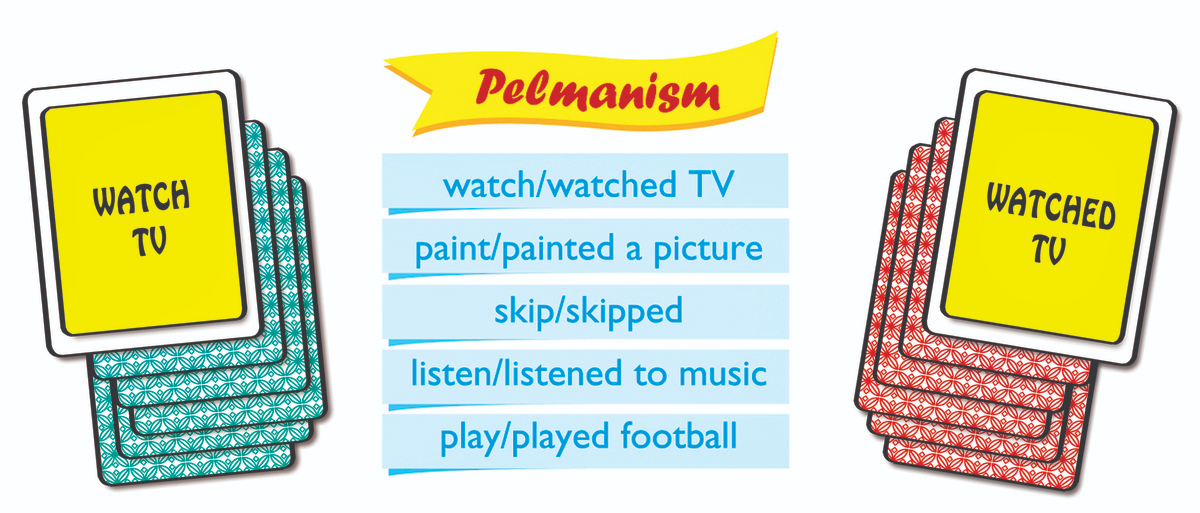 Pelmanism
WATCH
TV
watch/watched TV
paint/painted a picture
skip/skipped
listen/listened to music
play/played football
WATCHED
TV